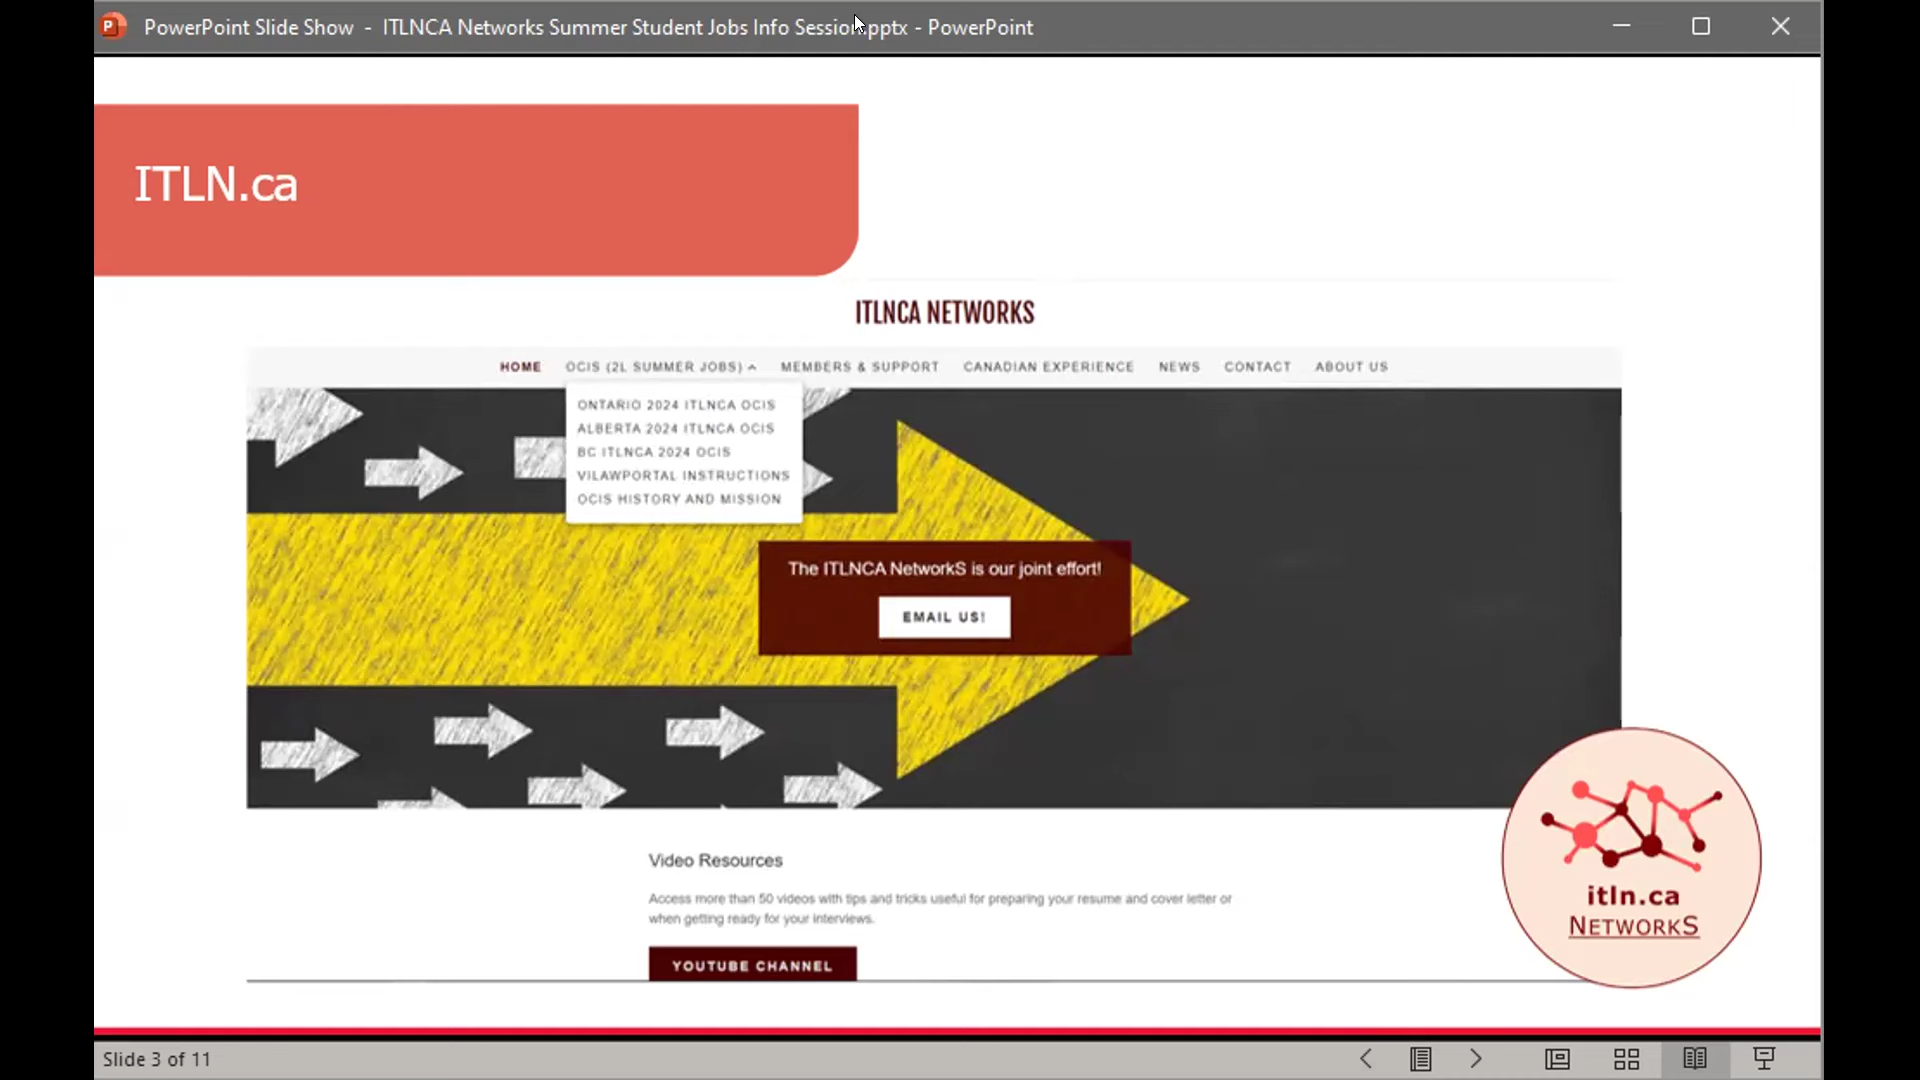 PowerPoint Slide Show - ITLNCA Networks Summer Student Jobs Info Session.pptx - PowerPoint
ITLN.ca
ITLNCA NETWORKS
HOME OCIS (2L SUMMER JOBS) MEMBERS & SUPPORT CANADIAN EXPERIENCE NEWS CONTACT ABOUT US
ONTARIO 2024 ITLNCA OCIS
ALBERTA 2024 ITLNCA OCIS
BC ITLNCA 2024 OCIS
VILAWPORTAL INSTRUCTIONS
OCIS HISTORY AND MISSION
The ITLNCA NetworkS is our joint effort!
EMAIL US!
Video Resources
Access more than 50 videos with tips and tricks useful for preparing your resume and cover letter or
when getting ready for your interviews.
YOUTUBE CHANNEL
itln.ca
NETWORKS
Slide 3 of 11